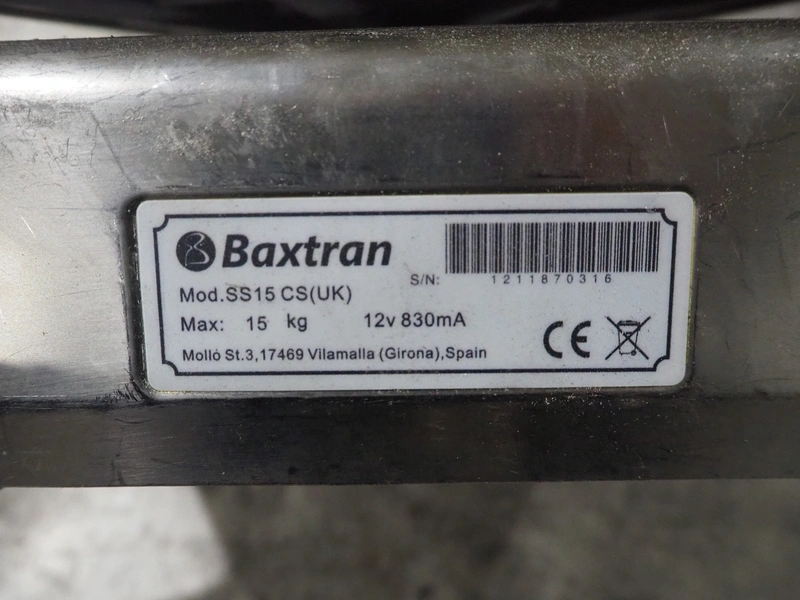 Baxtran
S/N: 1211870316
Mod.SS15 CS(UK)
Max: 15 kg 12v 830mA
Molló St.3,17469 Vilamalla (Girona),Spain
CE